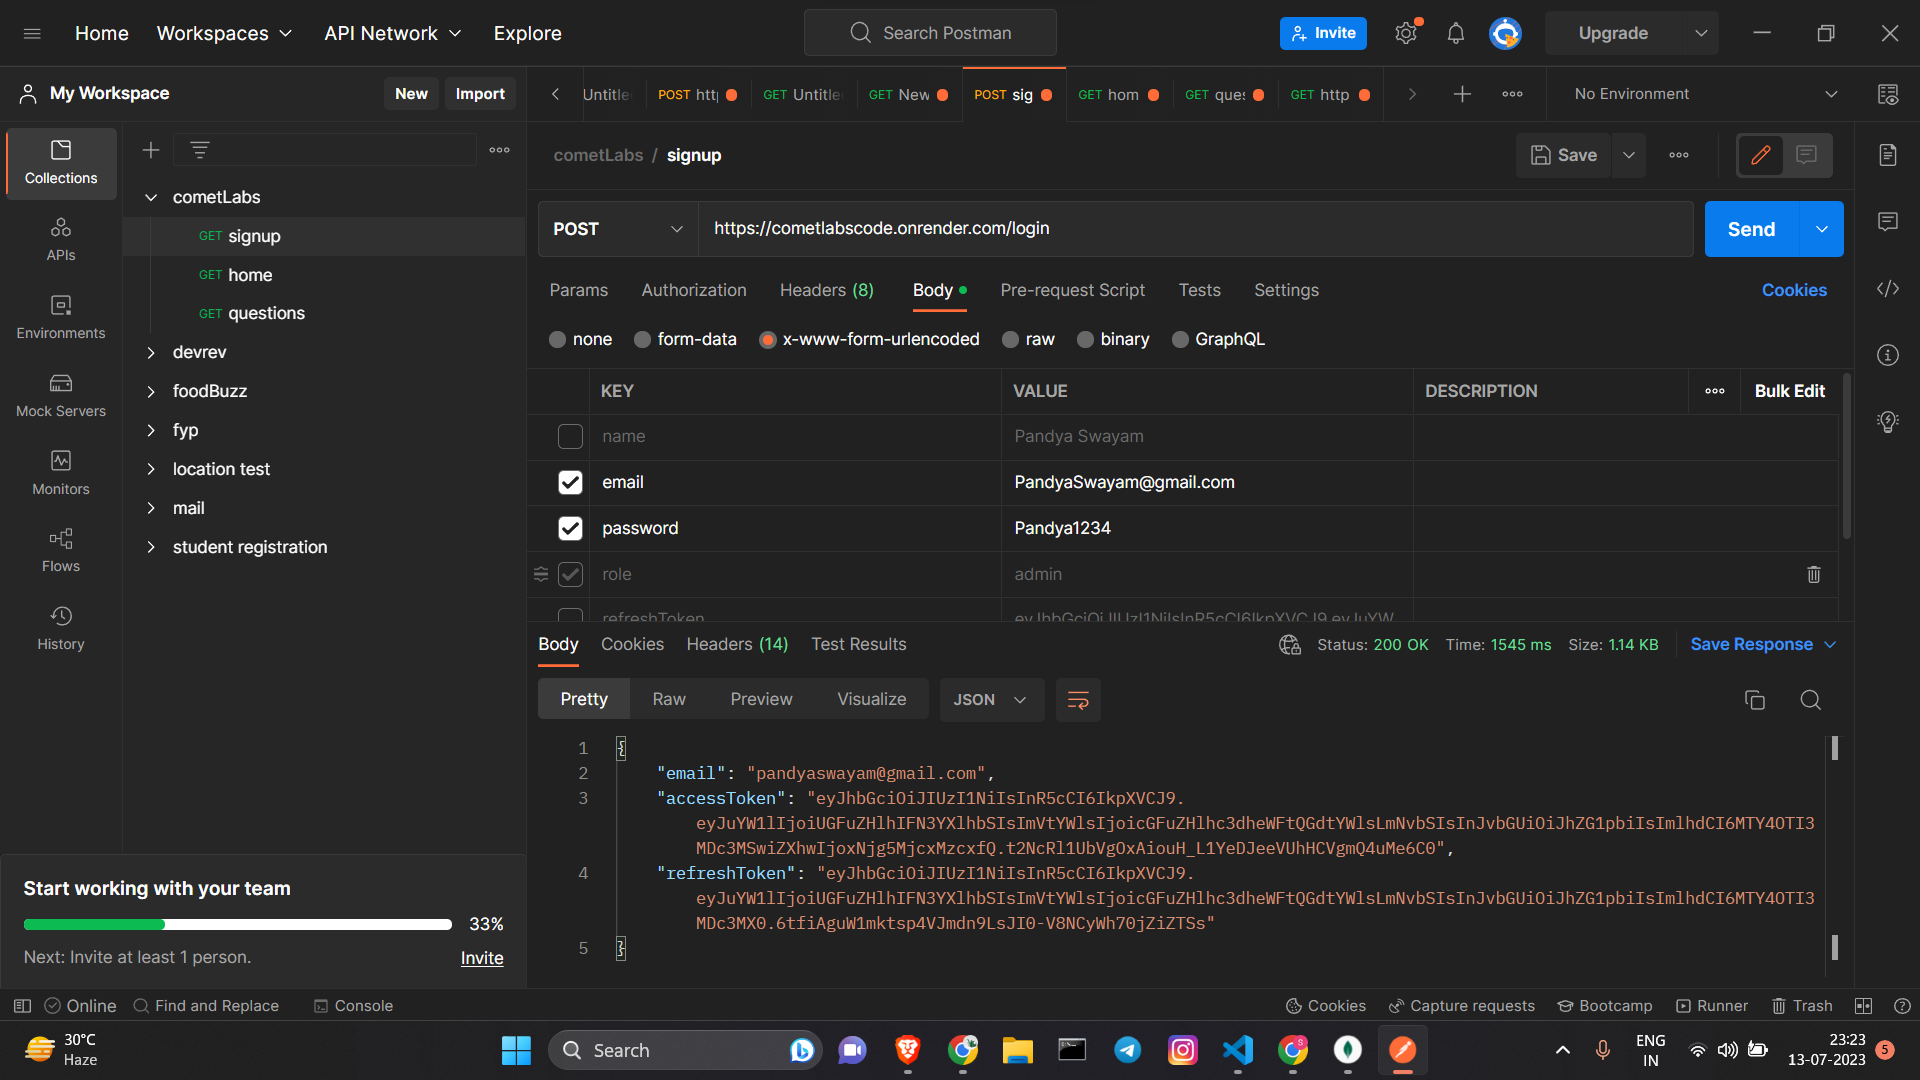 Home
Workspaces
API Network
Explore
Search Postman
Invite
Upgrade
My Workspace
New
Import
Untitle
POST htt
GET Untitle
GET New
POST sig
GET hom
GET ques
GET http
No Environment
Collections
APIs
Environments
Mock Servers
Monitors
Flows
History
cometLabs
GET signup
GET home
GET questions
devrev
foodBuzz
fyp
location test
mail
student registration
cometLabs / signup
Save
POST
https://cometlabscode.onrender.com/login
Send
Params
Authorization
Headers (8)
Body
Pre-request Script
Tests
Settings
Cookies
none
form-data
x-www-form-urlencoded
raw
binary
GraphQL
KEY
VALUE
DESCRIPTION
Bulk Edit
name
Pandya Swayam
email
PandyaSwayam@gmail.com
password
Pandya1234
role
admin
refreshToken
eyJhbGciOiJIUzI1NiIsInR5cCI6IkpXVCJ9.eyJuYW
Body
Cookies
Headers (14)
Test Results
Status: 200 OK
Time: 1545 ms
Size: 1.14 KB
Save Response
Pretty
Raw
Preview
Visualize
JSON
1 {
2 "email": "pandyaswayam@gmail.com",
3 "accessToken": "eyJhbGciOiJIUzI1NiIsInR5cCI6IkpXVCJ9.
eyJuYW1lIjoiUGFuZHlhIFN3YXlhbSIsImVtYWlsIjoicGFuZHlhc3dheWFtQGdtYWlsLmNvbSIsInJvbGUiOiJhZG1pbiIsImlhdCI6MTY4OTI3
MDc3MSwiZXhwIjoxNjg5MjcxMzcxfQ.t2NcRl1UbVgOxAiouH_L1YeDJeeVUhHCVgmQ4uMe6C0",
4 "refreshToken": "eyJhbGciOiJIUzI1NiIsInR5cCI6IkpXVCJ9.
eyJuYW1lIjoiUGFuZHlhIFN3YXlhbSIsImVtYWlsIjoicGFuZHlhc3dheWFtQGdtYWlsLmNvbSIsInJvbGUiOiJhZG1pbiIsImlhdCI6MTY4OTI3
MDc3MX0.6tfiAguW1mktsp4VJmdn9LsJI0-V8NCyWh70jZiZTSs"
5 }
Start working with your team
33%
Next: Invite at least 1 person.
Invite
Online
Find and Replace
Console
Cookies
Capture requests
Bootcamp
Runner
Trash
30°C
Haze
Search
ENG
IN
23:23
13-07-2023
5